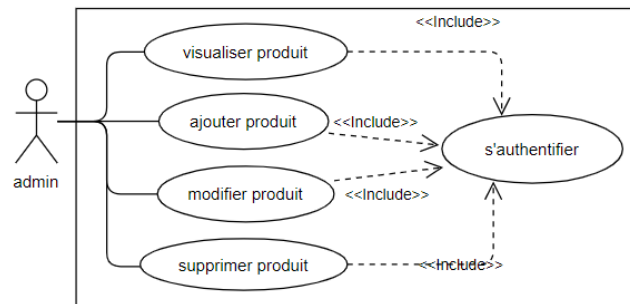 <<Include>>
visualiser produit
ajouter produit
<<Include>>
s'authentifier
admin
modifier produit
<<Include>>
supprimer produit
<<Include>>